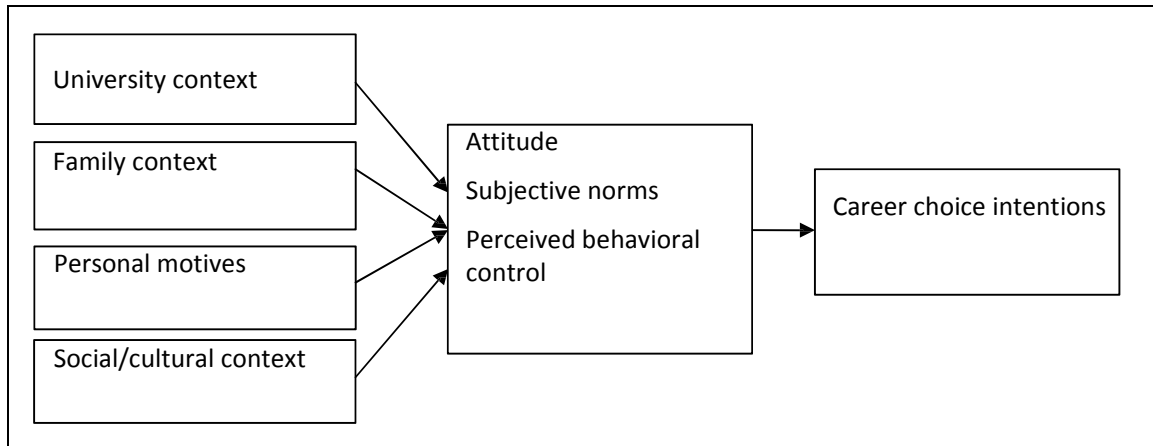 University context
Family context
Personal motives
Social/cultural context
Attitude
Subjective norms
Perceived behavioral
control
Career choice intentions